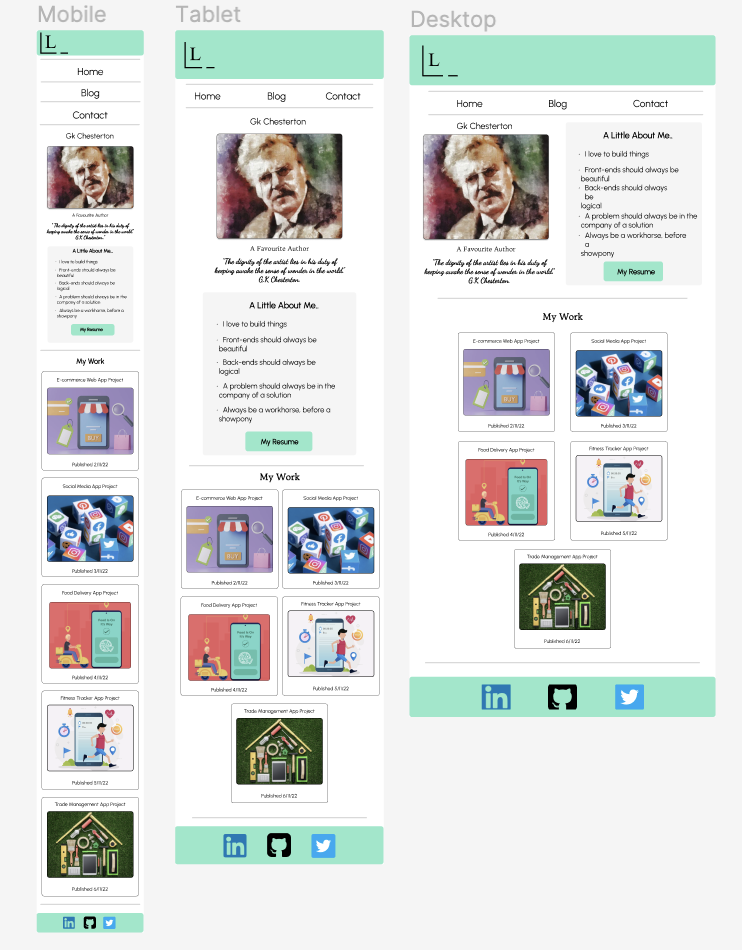 Mobile
L
Home
Blog
Contact
Gk Chesterton
A Favourite Author
"The dignity of the artist lies in his duty of
keeping awake the sense of wonder in the world."
G.K. Chesterton.
A Little About Me..
· I love to build things
· Front-ends should always be
beautiful
· Back-ends should always be
logical
· A problem should always be in the
company of a solution
· Always be a workhorse, before a
showpony
My Resume
My Work
E-commerce Web App Project
BUY
Published 2/11/22
Social Media App Project
Published 3/11/22
Food Delivery App Project
Published 4/11/22
Fitness Tracker App Project
Published 5/11/22
Trade Management App Project
Published 6/11/22
Tablet
L
Home Blog Contact
Gk Chesterton
A Favourite Author
"The dignity of the artist lies in his duty of
keeping awake the sense of wonder in the world."
G.K. Chesterton.
A Little About Me..
· I love to build things
· Front-ends should always be
beautiful
· Back-ends should always be
logical
· A problem should always be in the
company of a solution
· Always be a workhorse, before a
showpony
My Resume
My Work
E-commerce Web App Project
BUY
Published 2/11/22
Social Media App Project
Published 3/11/22
Food Delivery App Project
Published 4/11/22
Fitness Tracker App Project
Published 5/11/22
Trade Management App Project
Published 6/11/22
in
Desktop
L
Home Blog Contact
Gk Chesterton
A Favourite Author
"The dignity of the artist lies in his duty of
keeping awake the sense of wonder in the world."
G.K. Chesterton.
A Little About Me..
· I love to build things
· Front-ends should always be
beautiful
· Back-ends should always
be
logical
· A problem should always be in the
company of a solution
· Always be a workhorse, before
a
showpony
My Resume
My Work
E-commerce Web App Project
BUY
Published 2/11/22
Social Media App Project
Published 3/11/22
Food Delivery App Project
Published 4/11/22
Fitness Tracker App Project
Published 5/11/22
Trade Management App Project
Published 6/11/22
in